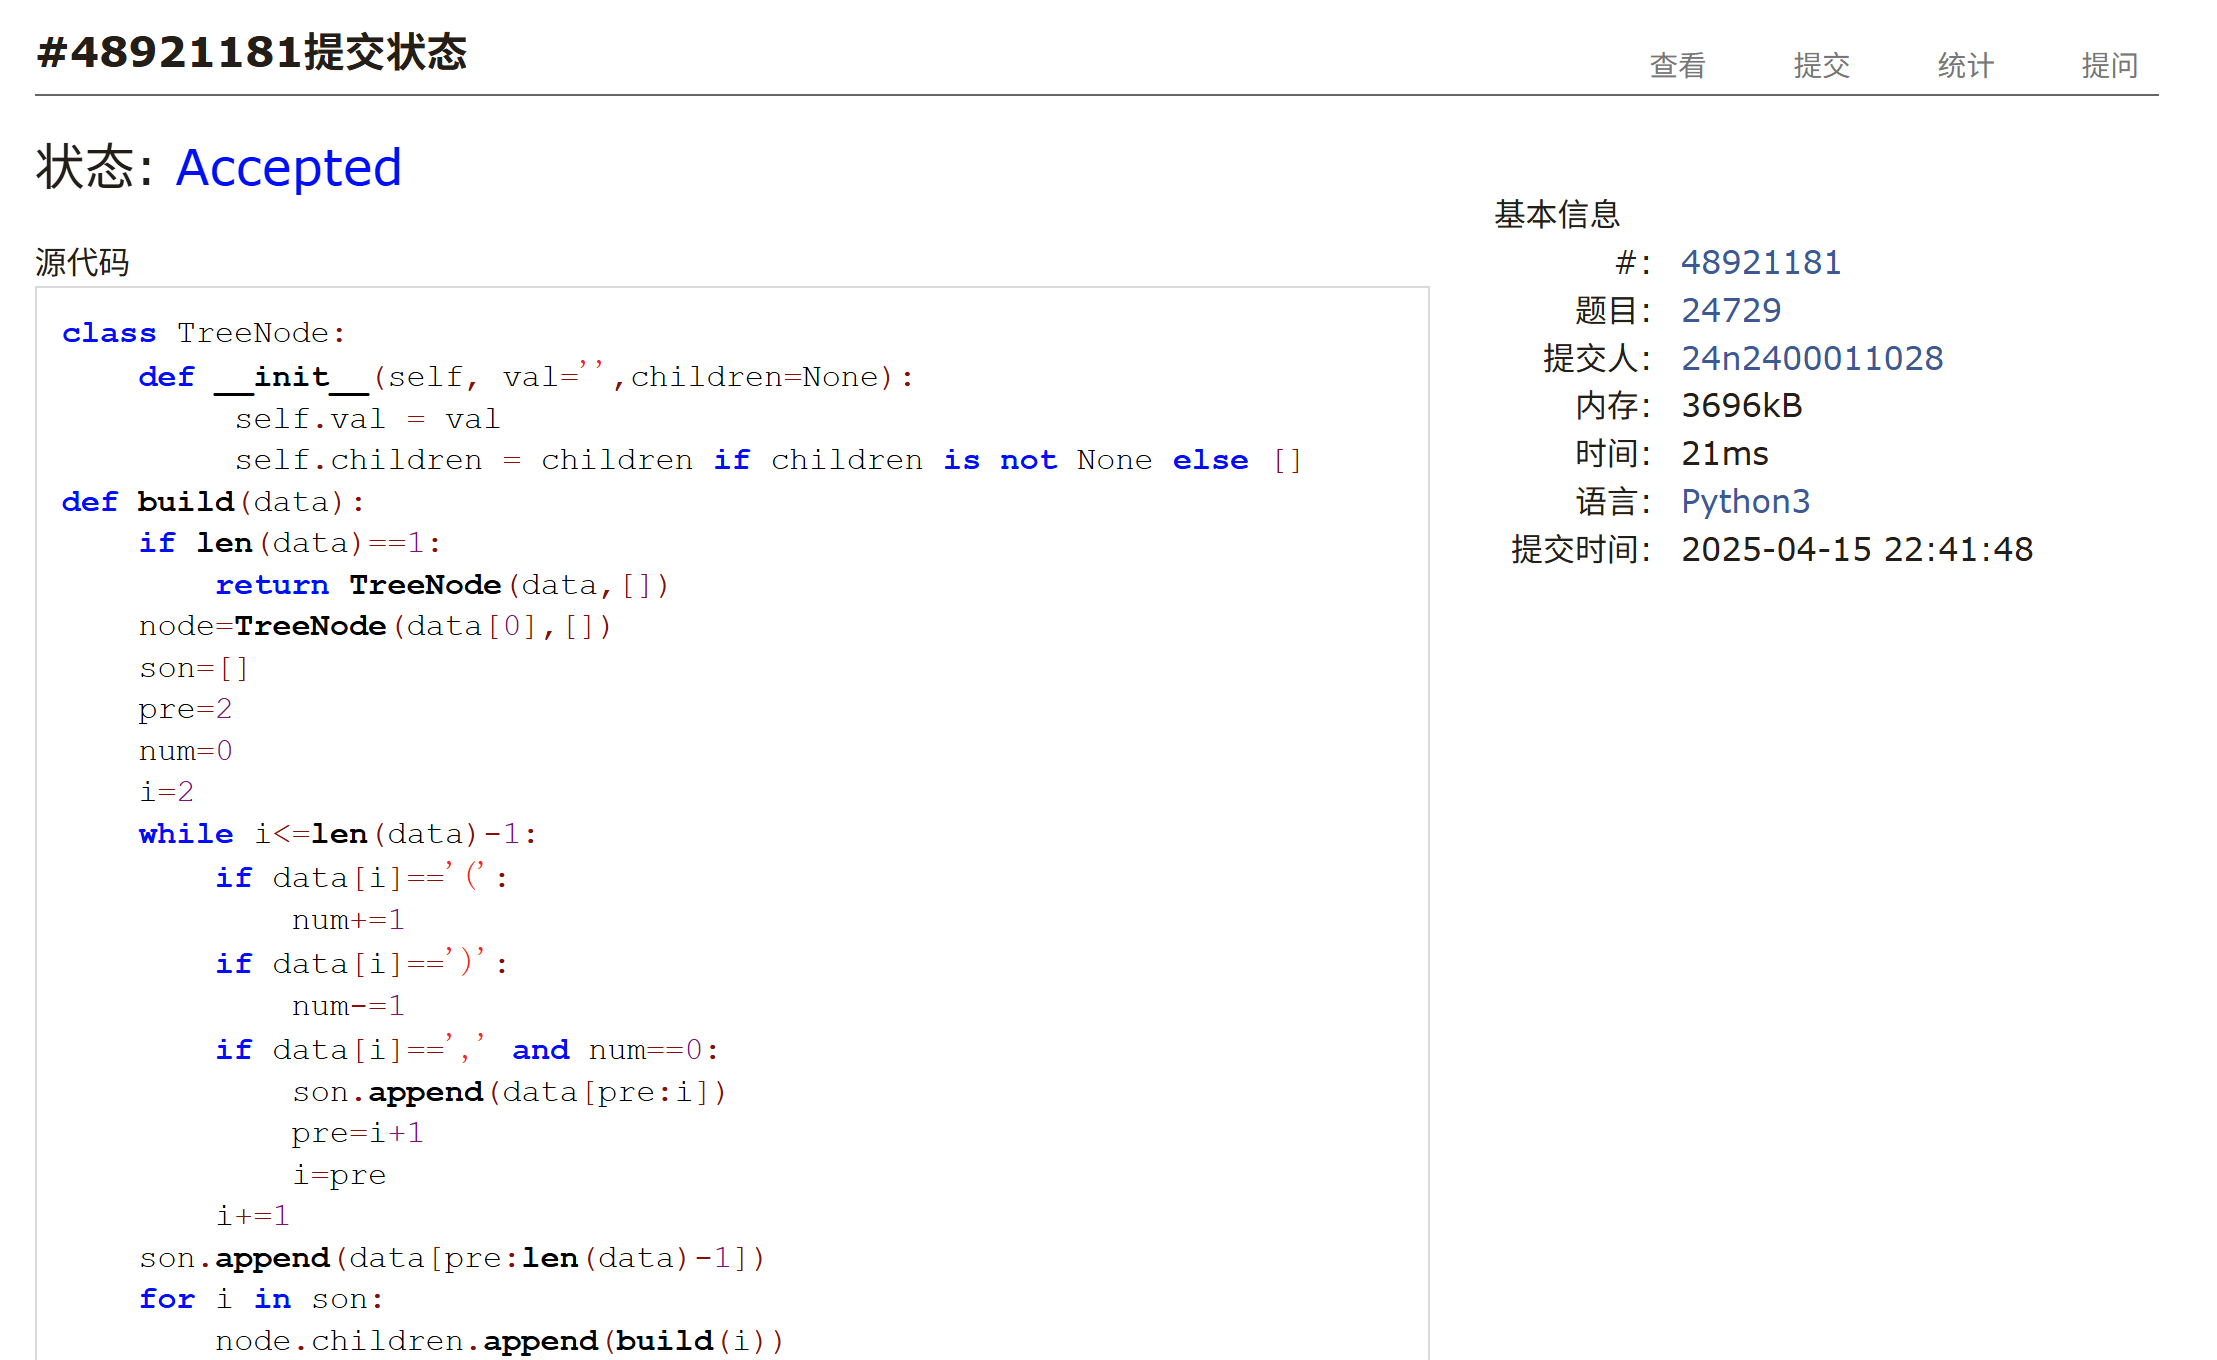 #48921181提交状态
查看 提交 统计 提问
状态: Accepted
源代码
class TreeNode:
    def __init__(self, val='',children=None):
         self.val = val
         self.children = children if children is not None else []
def build(data):
    if len(data)==1:
        return TreeNode(data,[])
    node=TreeNode(data[0],[])
    son=[]
    pre=2
    num=0
    i=2
    while i<=len(data)-1:
        if data[i]=='(':
            num+=1
        if data[i]==')':
            num-=1
        if data[i]==',' and num==0:
            son.append(data[pre:i])
            pre=i+1
            i=pre
        i+=1
    son.append(data[pre:len(data)-1])
    for i in son:
        node.children.append(build(i))
基本信息
#: 48921181
题目: 24729
提交人: 24n2400011028
内存: 3696kB
时间: 21ms
语言: Python3
提交时间: 2025-04-15 22:41:48